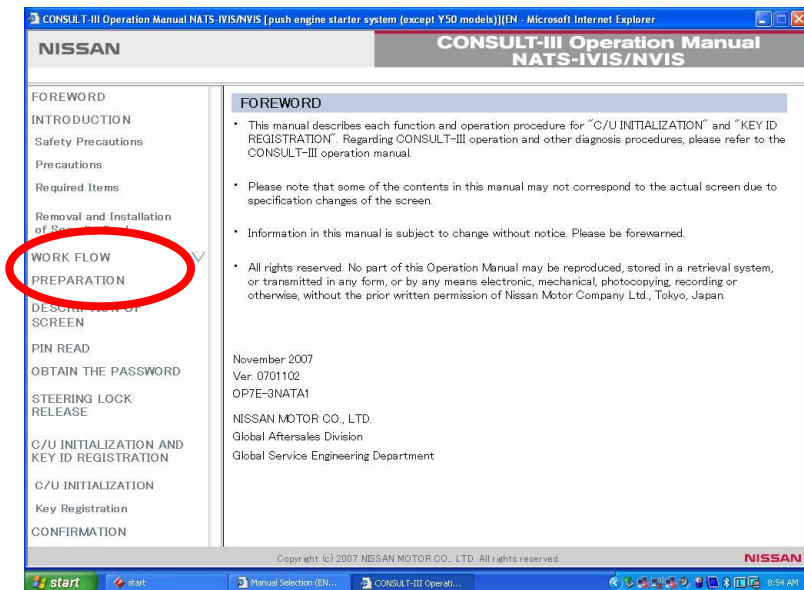 CONSULT-III Operation Manual NATS-IVIS/NVIS [push engine starter system (except Y50 models)](EN - Microsoft Internet Explorer
NISSAN
CONSULT-III Operation Manual
NATS-IVIS/NVIS
FOREWORD
INTRODUCTION
Safety Precautions
Precautions
Required Items
Removal and Installation
of
WORK FLOW
PREPARATION
DESCRIPTION OF
SCREEN
PIN READ
OBTAIN THE PASSWORD
STEERING LOCK
RELEASE
C/U INITIALIZATION AND
KEY ID REGISTRATION
C/U INITIALIZATION
Key Registration
CONFIRMATION
FOREWORD
• This manual describes each function and operation procedure for "C/U INITIALIZATION" and "KEY ID
REGISTRATION". Regarding CONSULT-III operation and other diagnosis procedures, please refer to the
CONSULT-III operation manual.
• Please note that some of the contents in this manual may not correspond to the actual screen due to
specification changes of the screen.
• Information in this manual is subject to change without notice. Please be forewarned.
• All rights reserved. No part of this Operation Manual may be reproduced, stored in a retrieval system,
or transmitted in any form, or by any means electronic, mechanical, photocopying, recording or
otherwise, without the prior written permission of Nissan Motor Company Ltd., Tokyo, Japan.
November 2007
Ver. 0701102
OP7E-3NATA1
NISSAN MOTOR CO., LTD.
Global Aftersales Division
Global Service Engineering Department
Copyright (c) 2007 NISSAN MOTOR CO., LTD. All rights reserved.
NISSAN
start
start
Manual Selection (EN...
CONSULT-III Operati...
8:54 AM